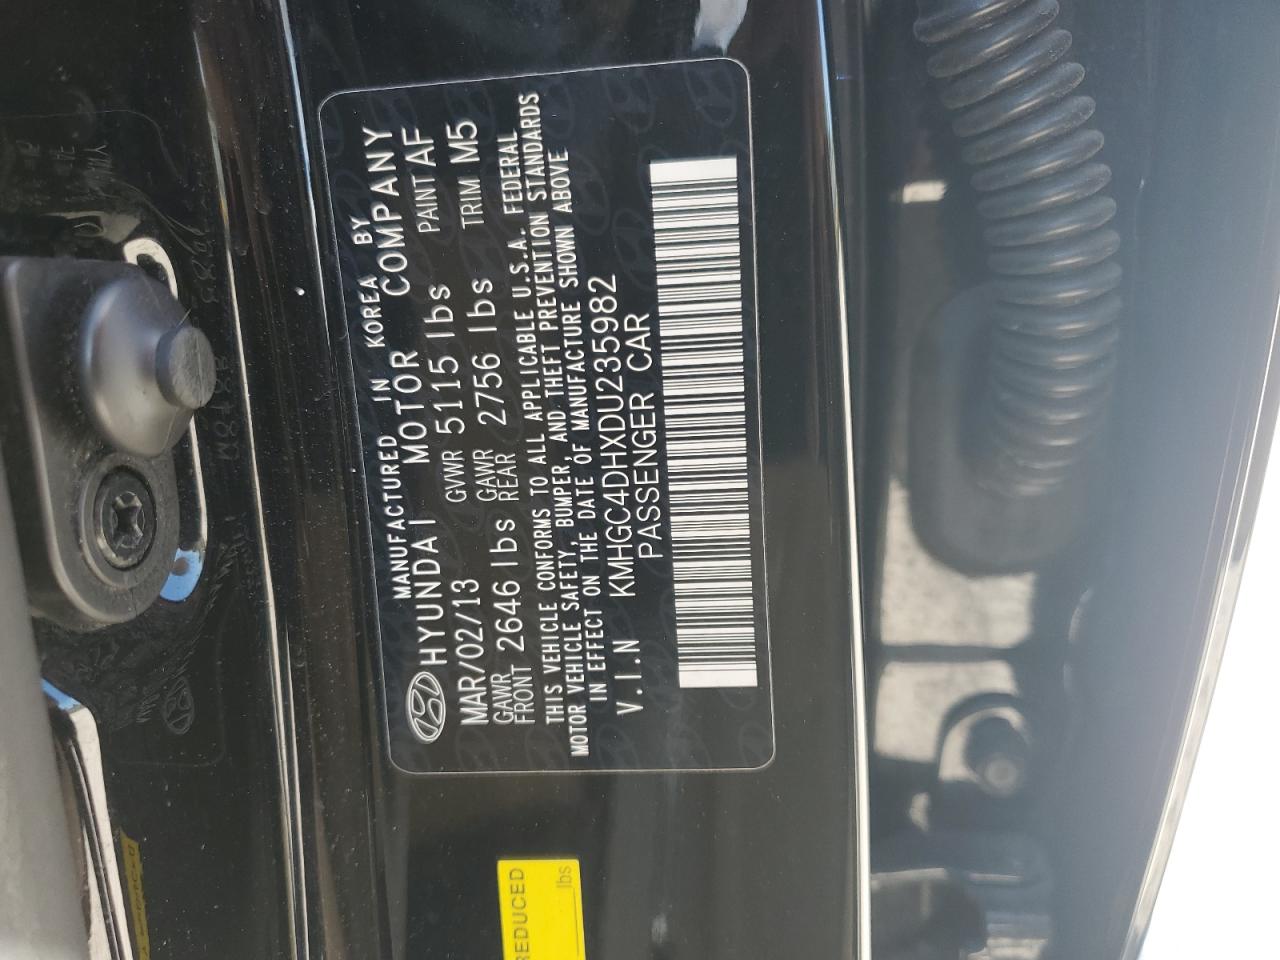 MANUFACTURED IN KOREA BY
HYUNDAI MOTOR COMPANY
MAR/02/13 GVWR 5115 lbs PAINT AF
GAWR FRONT 2646 lbs GAWR REAR 2756 lbs TRIM M5
THIS VEHICLE CONFORMS TO ALL APPLICABLE U.S.A. FEDERAL
MOTOR VEHICLE SAFETY, BUMPER, AND THEFT PREVENTION STANDARDS
IN EFFECT ON THE DATE OF MANUFACTURE SHOWN ABOVE
V.I.N KMHGC4DHXDU235982
PASSENGER CAR
REDUCED
lbs